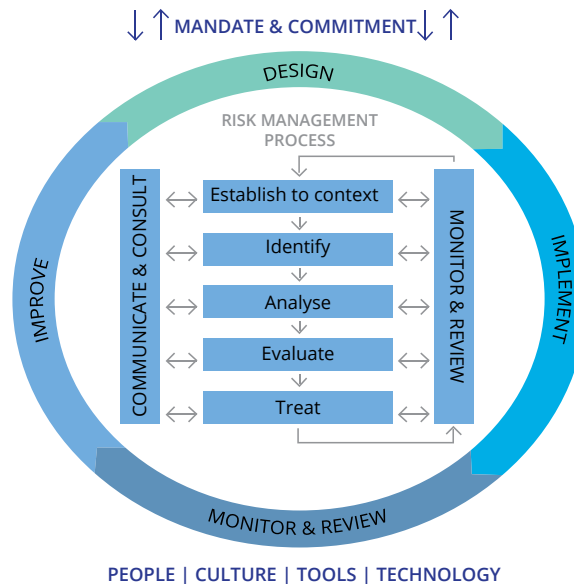 MANDATE & COMMITMENT
DESIGN
RISK MANAGEMENT
PROCESS
Establish to context
Identify
Analyse
Evaluate
Treat
COMMUNICATE & CONSULT
MONITOR & REVIEW
IMPROVE
IMPLEMENT
MONITOR & REVIEW
PEOPLE | CULTURE | TOOLS | TECHNOLOGY